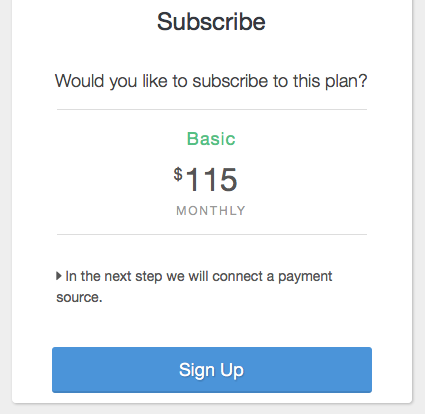 Subscribe
Would you like to subscribe to this plan?
Basic
$115
MONTHLY
In the next step we will connect a payment
source.
Sign Up